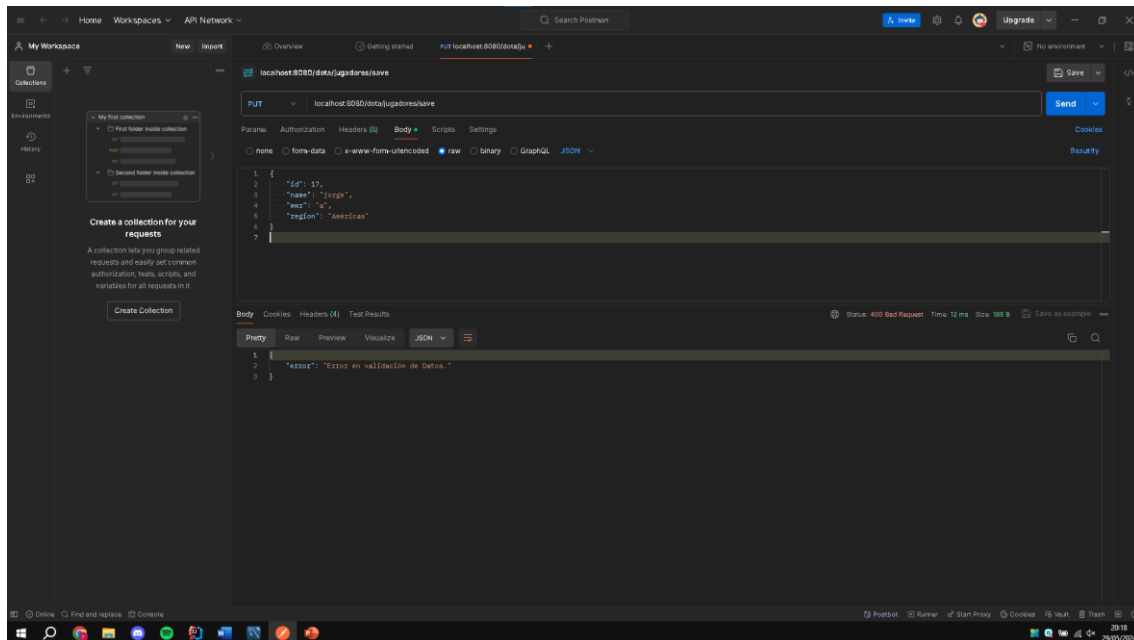 Home Workspaces API Network Search Postman Invite Upgrade
My Workspace New Import Overview Getting started PUT localhost:8080/dota/ju No environment
Collections
Environments
History
My first collection
First folder inside collection
Second folder inside collection
Create a collection for your
requests
A collection lets you group related
requests and easily set common
authorization, tests, scripts, and
variables for all requests in it.
Create Collection
localhost:8080/dota/jugadores/save Save
PUT localhost:8080/dota/jugadores/save Send
Params Authorization Headers (8) Body Scripts Settings Cookies
none form-data x-www-form-urlencoded raw binary GraphQL JSON Beautify
1 {
2 "id": 17,
3 "name": "jorge",
4 "mmr": "a",
5 "region": "Américas"
6 }
7
Body Cookies Headers (4) Test Results Status: 400 Bad Request Time: 12 ms Size: 186 B Save as example
Pretty Raw Preview Visualize JSON
1 {
2 "error": "Error en validación de Datos."
3 }
Online Find and replace Console Postbot Runner Start Proxy Cookies Vault Trash
20:18